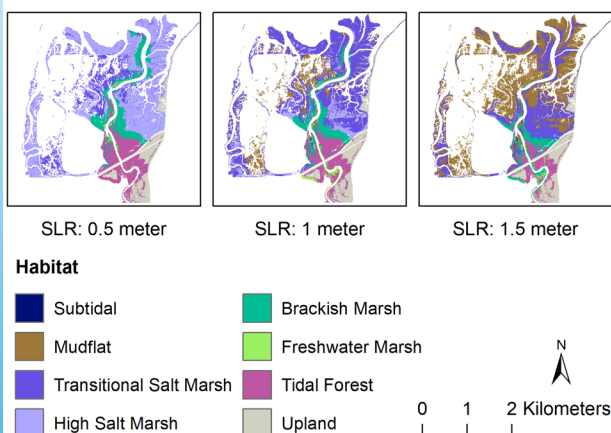 SLR: 0.5 meter
SLR: 1 meter
SLR: 1.5 meter
Habitat
Subtidal
Mudflat
Transitional Salt Marsh
High Salt Marsh
Brackish Marsh
Freshwater Marsh
Tidal Forest
Upland
N
0 1 2 Kilometers